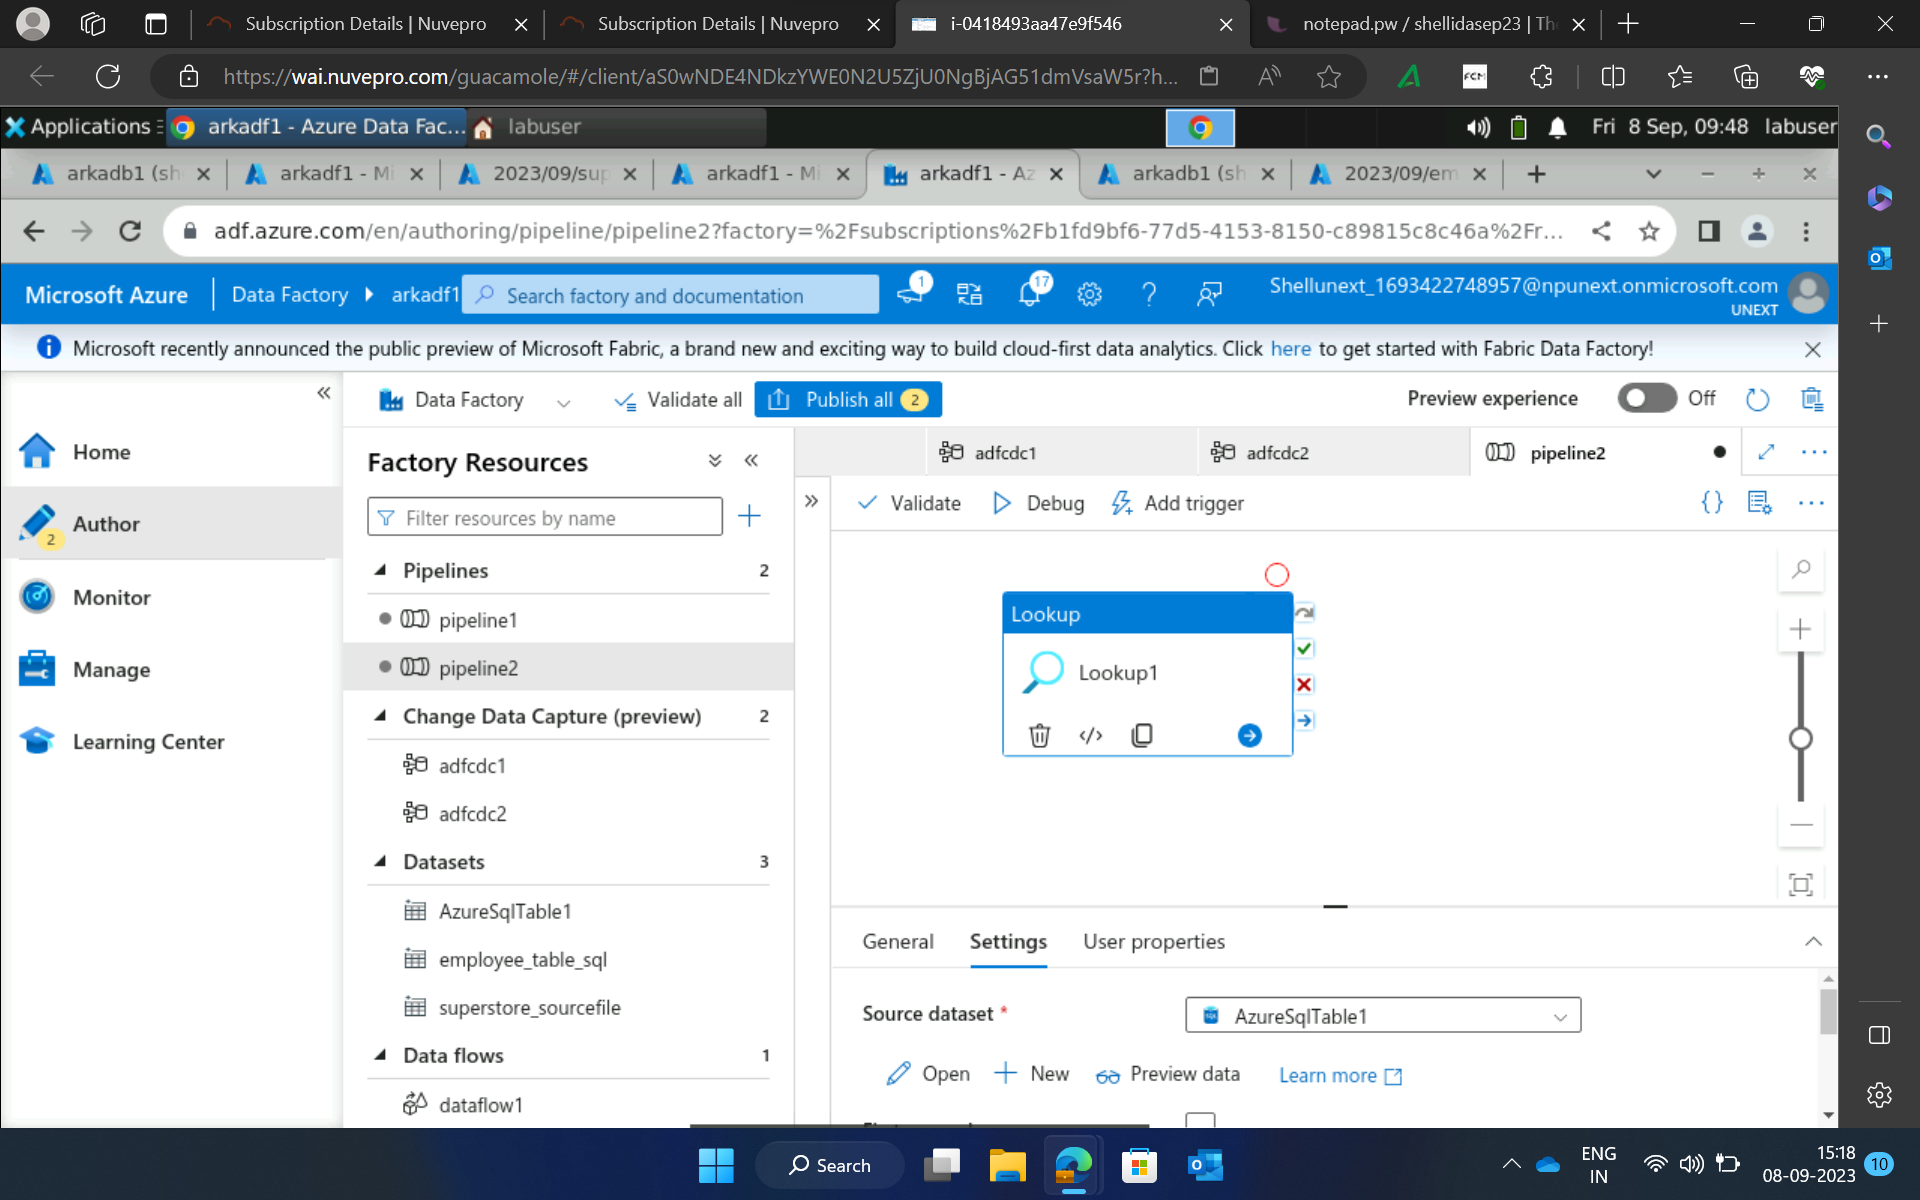 Subscription Details | Nuvepro
Subscription Details | Nuvepro
i-0418493aa47e9f546
notepad.pw / shellidasep23 | Th
https://wai.nuvepro.com/guacamole/#/client/aS0wNDE4NDkzYWE0N2U5ZjU0NgBjAG51dmVsaW5r?h...
FCM
Applications
arkadf1 - Azure Data Fac...
labuser
Fri 8 Sep, 09:48 labuser
arkadb1 (sh
arkadf1 - Mi
2023/09/sup
arkadf1 - Mi
arkadf1 - Az
arkadb1 (sh
2023/09/em
adf.azure.com/en/authoring/pipeline/pipeline2?factory=%2Fsubscriptions%2Fb1fd9bf6-77d5-4153-8150-c89815c8c46a%2Fr...
Microsoft Azure
Data Factory
arkadf1
Search factory and documentation
1
17
Shellunext_1693422748957@npunext.onmicrosoft.com
UNEXT
Microsoft recently announced the public preview of Microsoft Fabric, a brand new and exciting way to build cloud-first data analytics. Click here to get started with Fabric Data Factory!
Home
Author
2
Monitor
Manage
Learning Center
Data Factory
Validate all
Publish all 2
Preview experience
Off
Factory Resources
Filter resources by name
Pipelines 2
pipeline1
pipeline2
Change Data Capture (preview) 2
adfcdc1
adfcdc2
Datasets 3
AzureSqlTable1
employee_table_sql
superstore_sourcefile
Data flows 1
dataflow1
adfcdc1
adfcdc2
pipeline2
Validate
Debug
Add trigger
Lookup
Lookup1
General
Settings
User properties
Source dataset *
AzureSqlTable1
Open
New
Preview data
Learn more
Search
ENG
IN
15:18
08-09-2023
10